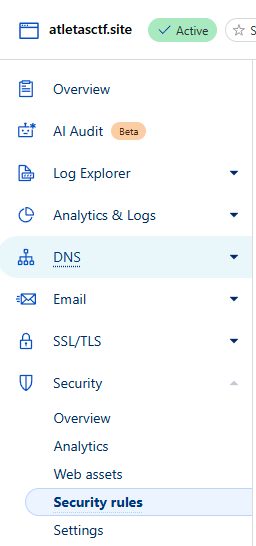 atletasctf.site
Active
S
Overview
AI Audit Beta
Log Explorer
Analytics & Logs
DNS
Email
SSL/TLS
Security
Overview
Analytics
Web assets
Security rules
Settings